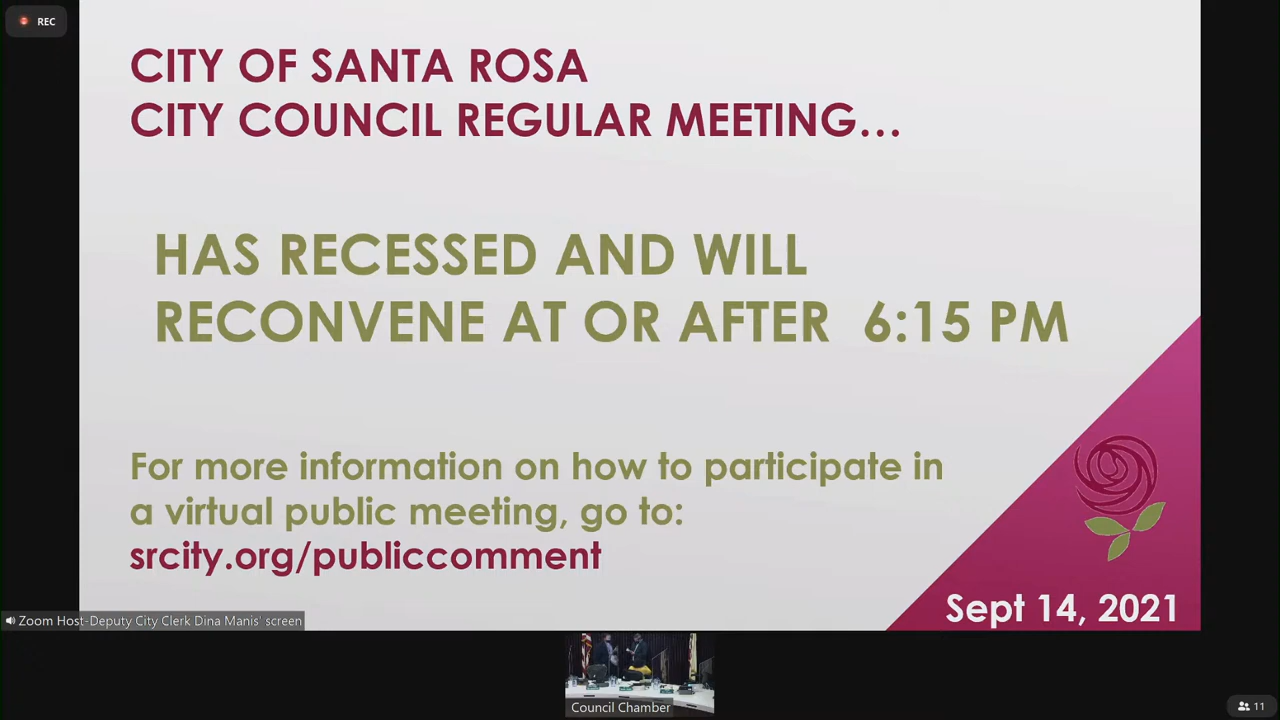 REC
CITY OF SANTA ROSA
CITY COUNCIL REGULAR MEETING...
HAS RECESSED AND WILL
RECONVENE AT OR AFTER 6:15 PM
For more information on how to participate in
a virtual public meeting, go to:
srcity.org/publiccomment
Sept 14, 2021
Zoom Host-Deputy City Clerk Dina Manis' screen
Council Chamber
11